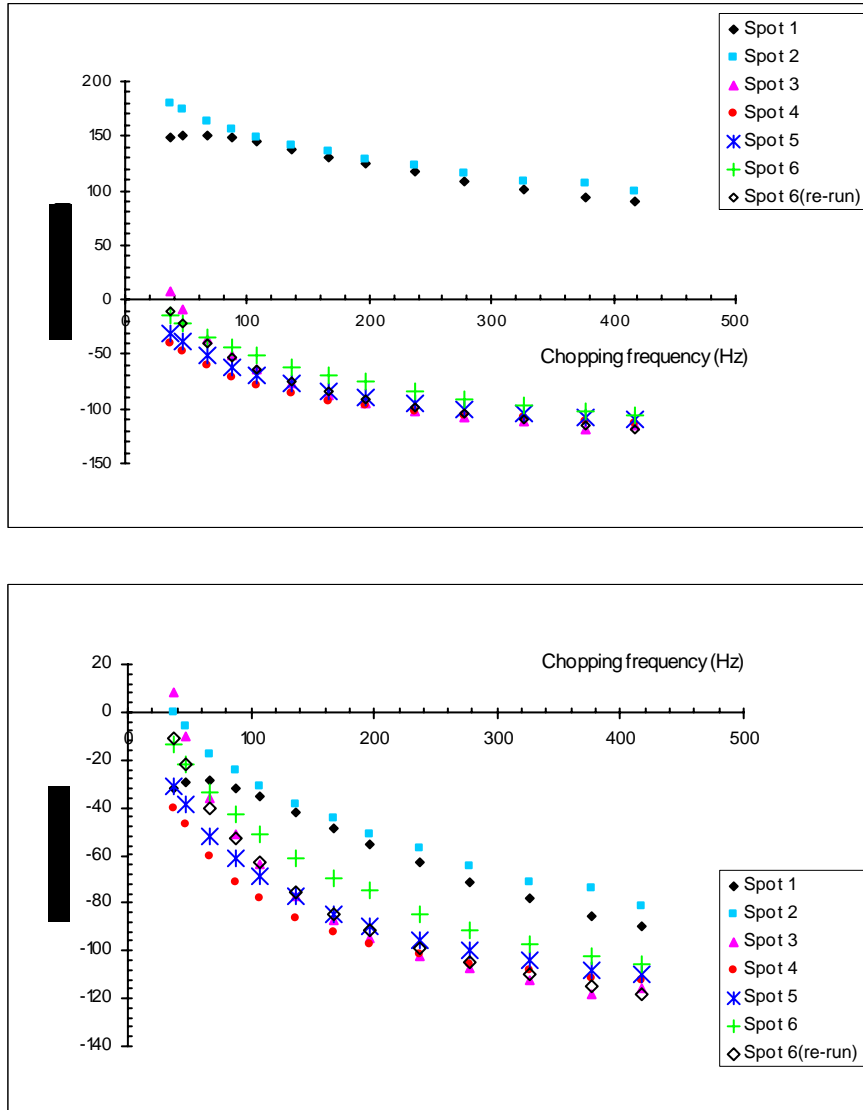 Spot 1
Spot 2
Spot 3
Spot 4
Spot 5
Spot 6
Spot 6(re-run)
200
150
100
50
0
0 100 200 300 400 500
-50
Chopping frequency (Hz)
-100
-150
Chopping frequency (Hz)
20
0
0 100 200 300 400 500
-20
-40
-60
-80
-100
-120
-140
Spot 1
Spot 2
Spot 3
Spot 4
Spot 5
Spot 6
Spot 6(re-run)